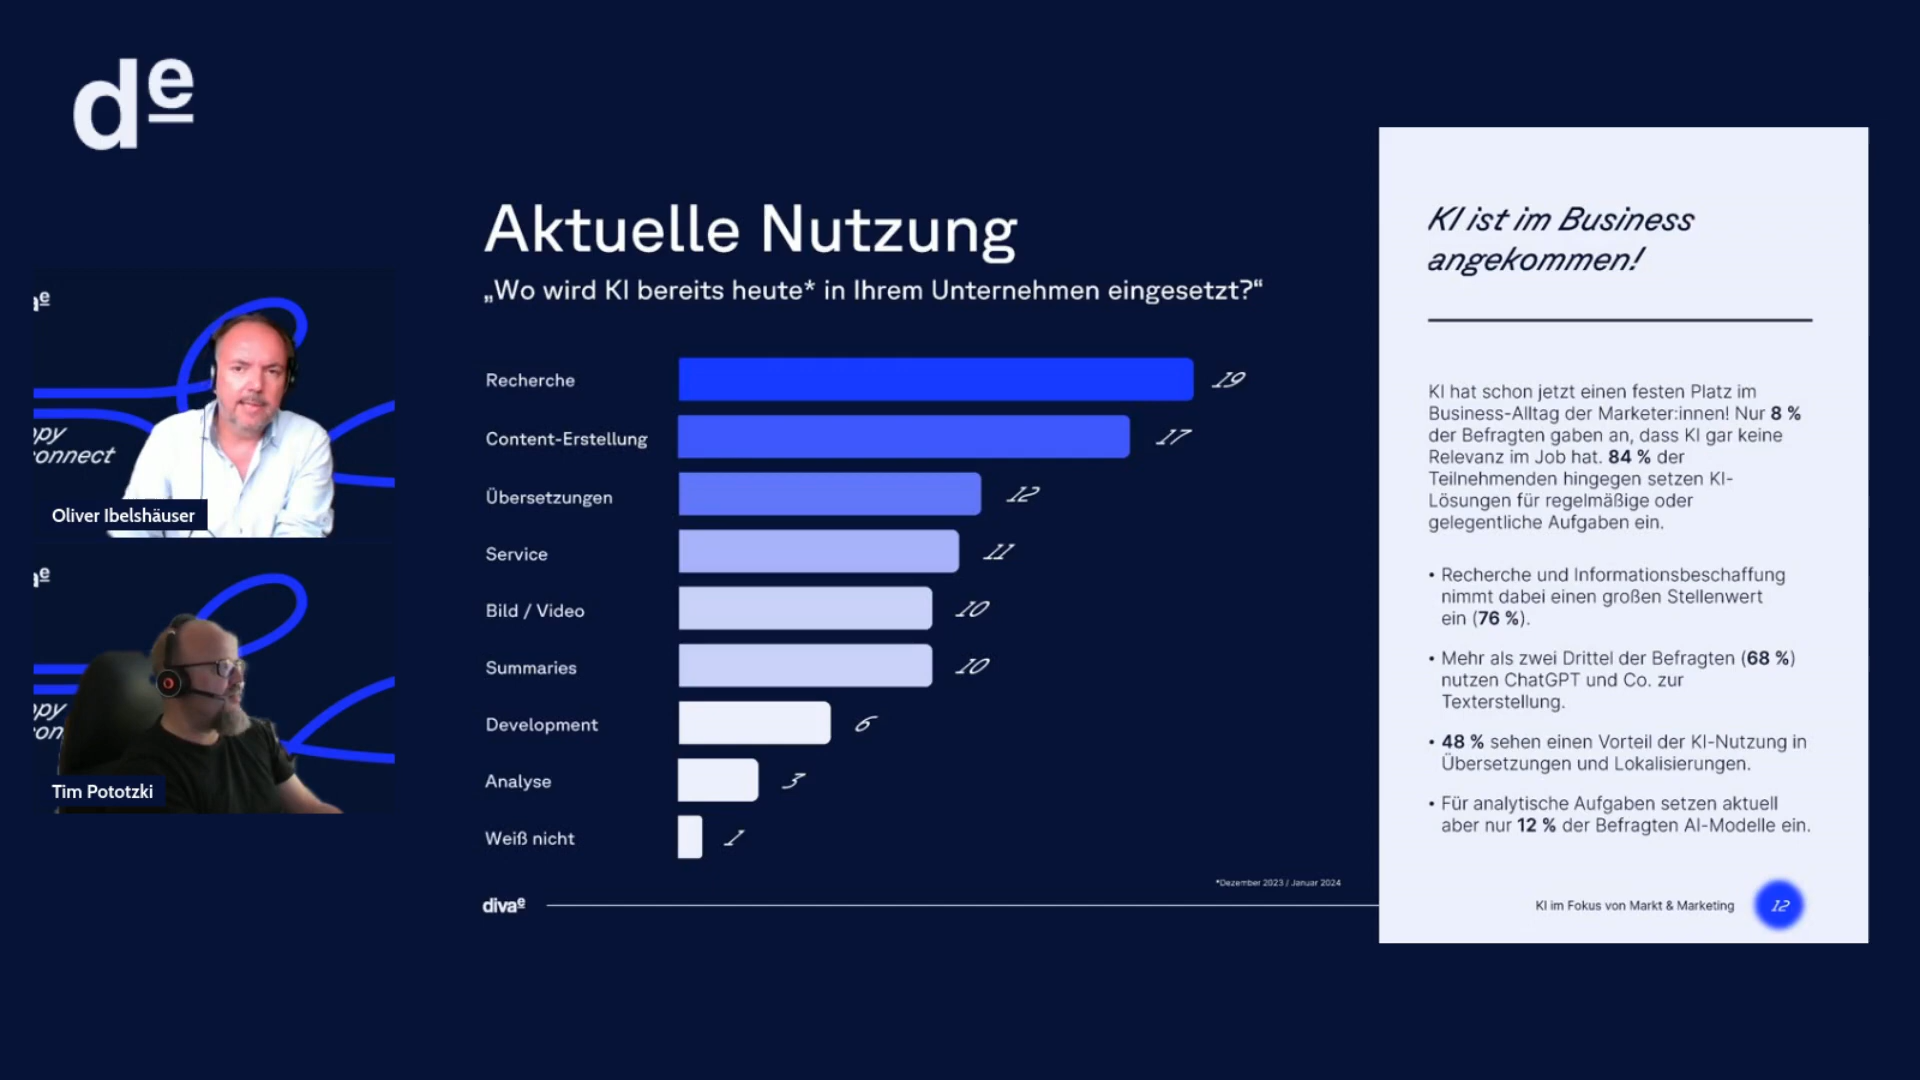 de
Aktuelle Nutzung
„Wo wird KI bereits heute* in Ihrem Unternehmen eingesetzt?“
Recherche 19
Content-Erstellung 17
Übersetzungen 12
Service 11
Bild / Video 10
Summaries 10
Development 6
Analyse 3
Weiß nicht 1
*Dezember 2023 / Januar 2024
divae
KI ist im Business
angekommen!
KI hat schon jetzt einen festen Platz im
Business-Alltag der Marketer:innen! Nur 8 %
der Befragten gaben an, dass KI gar keine
Relevanz im Job hat. 84 % der
Teilnehmenden hingegen setzen KI-
Lösungen für regelmäßige oder
gelegentliche Aufgaben ein.
• Recherche und Informationsbeschaffung
nimmt dabei einen großen Stellenwert
ein (76 %).
• Mehr als zwei Drittel der Befragten (68 %)
nutzen ChatGPT und Co. zur
Texterstellung.
• 48 % sehen einen Vorteil der KI-Nutzung in
Übersetzungen und Lokalisierungen.
• Für analytische Aufgaben setzen aktuell
aber nur 12 % der Befragten AI-Modelle ein.
KI im Fokus von Markt & Marketing 12
ppy
onnect
Oliver Ibelshäuser
ppy
con
Tim Pototzki